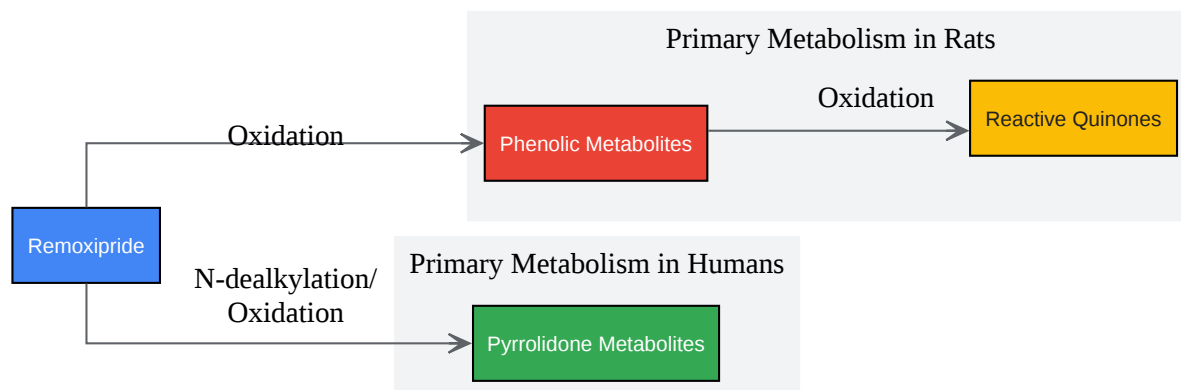 Primary Metabolism in Rats
Oxidation
Reactive Quinones
Oxidation
Phenolic Metabolites
Remoxipride
Primary Metabolism in Humans
N-dealkylation/
Oxidation
Pyrrolidone Metabolites